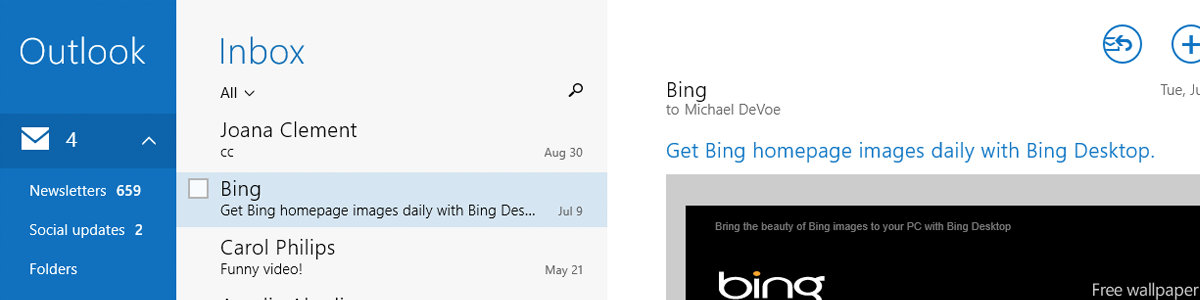 Outlook
4
Newsletters 659
Social updates 2
Folders
Inbox
All
Joana Clement
cc
Aug 30
Bing
Get Bing homepage images daily with Bing Des...
Jul 9
Carol Philips
Funny video!
May 21
Bing
to Michael DeVoe
Tue, Ju
Get Bing homepage images daily with Bing Desktop.
Bring the beauty of Bing images to your PC with Bing Desktop
bing
Free wallpaper